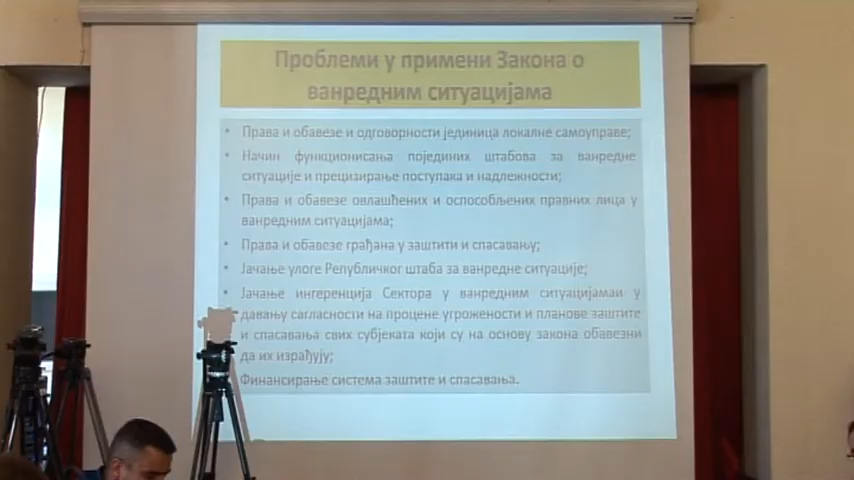 Проблеми у примени Закона о
ванредним ситуацијама
• Права и обавезе и одговорности јединица локалне самоуправе;
• Начин функционисања појединих штабова за ванредне
ситуације и прецизирање поступака и надлежности;
• Права и обавезе овлашћених и оспособљених правних лица у
ванредним ситуацијама;
• Права и обавезе грађана у заштити и спасавању;
• Јачање улоге Републичког штаба за ванредне ситуације;
• Јачање ингеренција Сектора у ванредним ситуацијамаи у
давању сагласности на процене угрожености и планове заштите
и спасавања свих субјеката који су на основу закона обавезни
да их израђују;
Финансирање система заштите и спасавања.